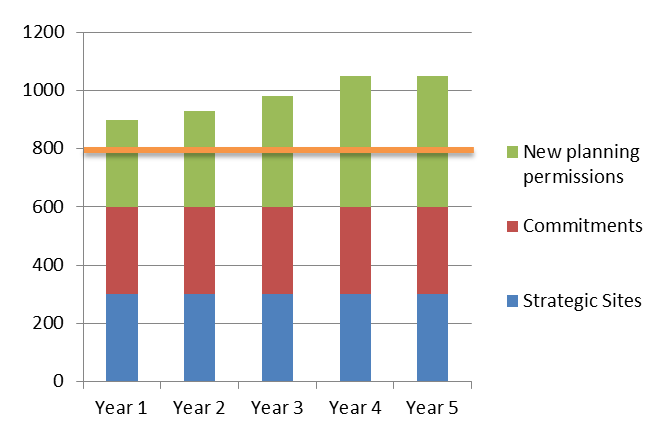 1200
1000
800
600
400
200
0
Year 1 Year 2 Year 3 Year 4 Year 5
New planning
permissions
Commitments
Strategic Sites